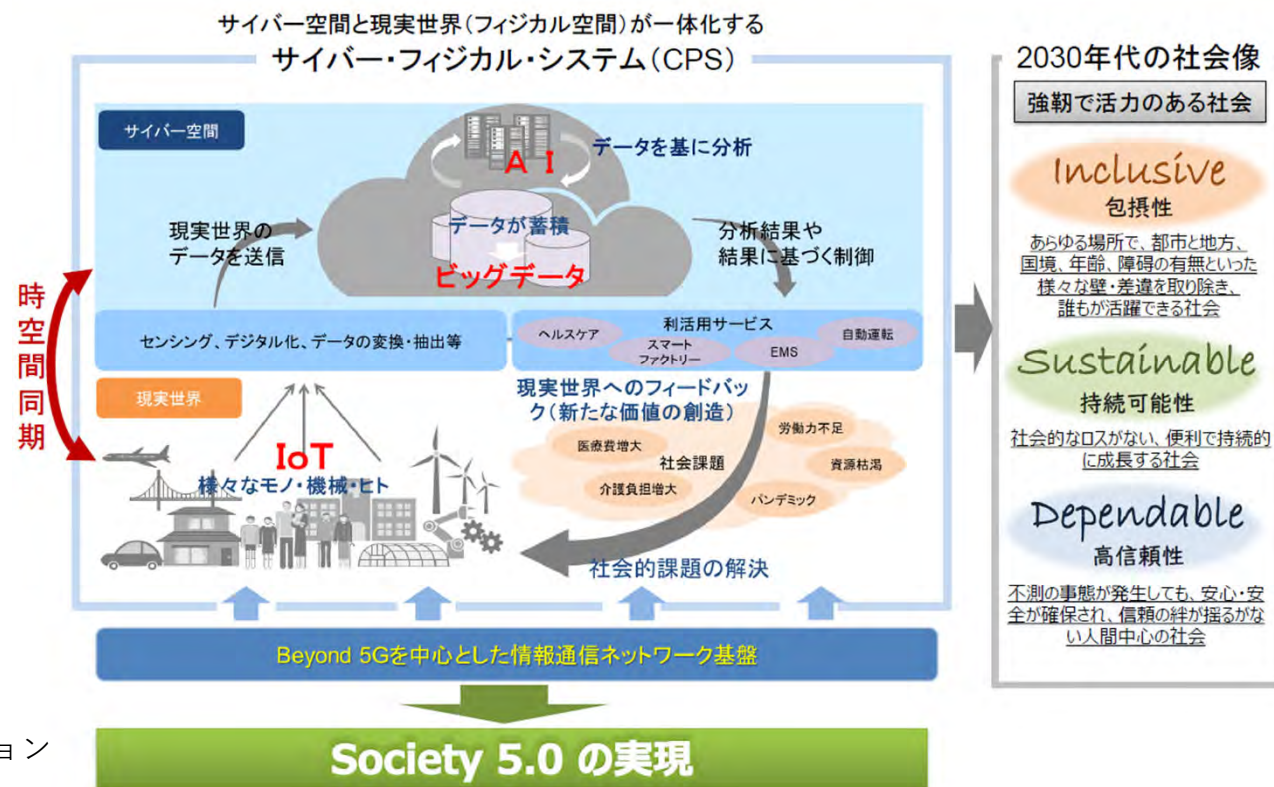 サイバー空間と現実世界(フィジカル空間)が一体化する
サイバー・フィジカル・システム(CPS)
サイバー空間
AI
データを基に分析
現実世界の
データを送信
データが蓄積
ビッグデータ
分析結果や
結果に基づく制御
時空間同期
センシング、デジタル化、データの変換・抽出等
利活用サービス
ヘルスケア
スマート
ファクトリー
EMS
自動運転
現実世界
IoT
様々なモノ・機械・ヒト
現実世界へのフィードバッ
ク(新たな価値の創造)
労働力不足
医療費増大
社会課題
資源枯渇
介護負担増大
パンデミック
社会的課題の解決
Beyond 5Gを中心とした情報通信ネットワーク基盤
ョン
Society 5.0 の実現
2030年代の社会像
強靭で活力のある社会
Inclusive
包摂性
あらゆる場所で、都市と地方、
国境、年齢、障碍の有無といった
様々な壁・差違を取り除き、
誰もが活躍できる社会
Sustainable
持続可能性
社会的なロスがない、便利で持続的
に成長する社会
Dependable
高信頼性
不測の事態が発生しても、安心・安
全が確保され、信頼の絆が揺るがな
い人間中心の社会